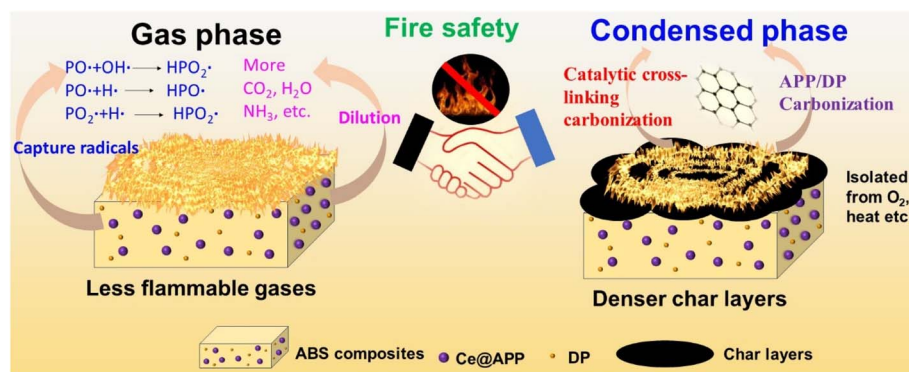 Gas phase
PO·+OH· → HPO₂·
PO·+H· → HPO·
PO₂·+H· → HPO₂·
More
CO₂, H₂O
NH₃, etc.
Capture radicals
Dilution
Less flammable gases
Fire safety
Condensed phase
Catalytic cross-
linking
carbonization
APP/DP
Carbonization
Isolated
from O₂,
heat etc
Denser char layers
ABS composites
Ce@APP
DP
Char layers